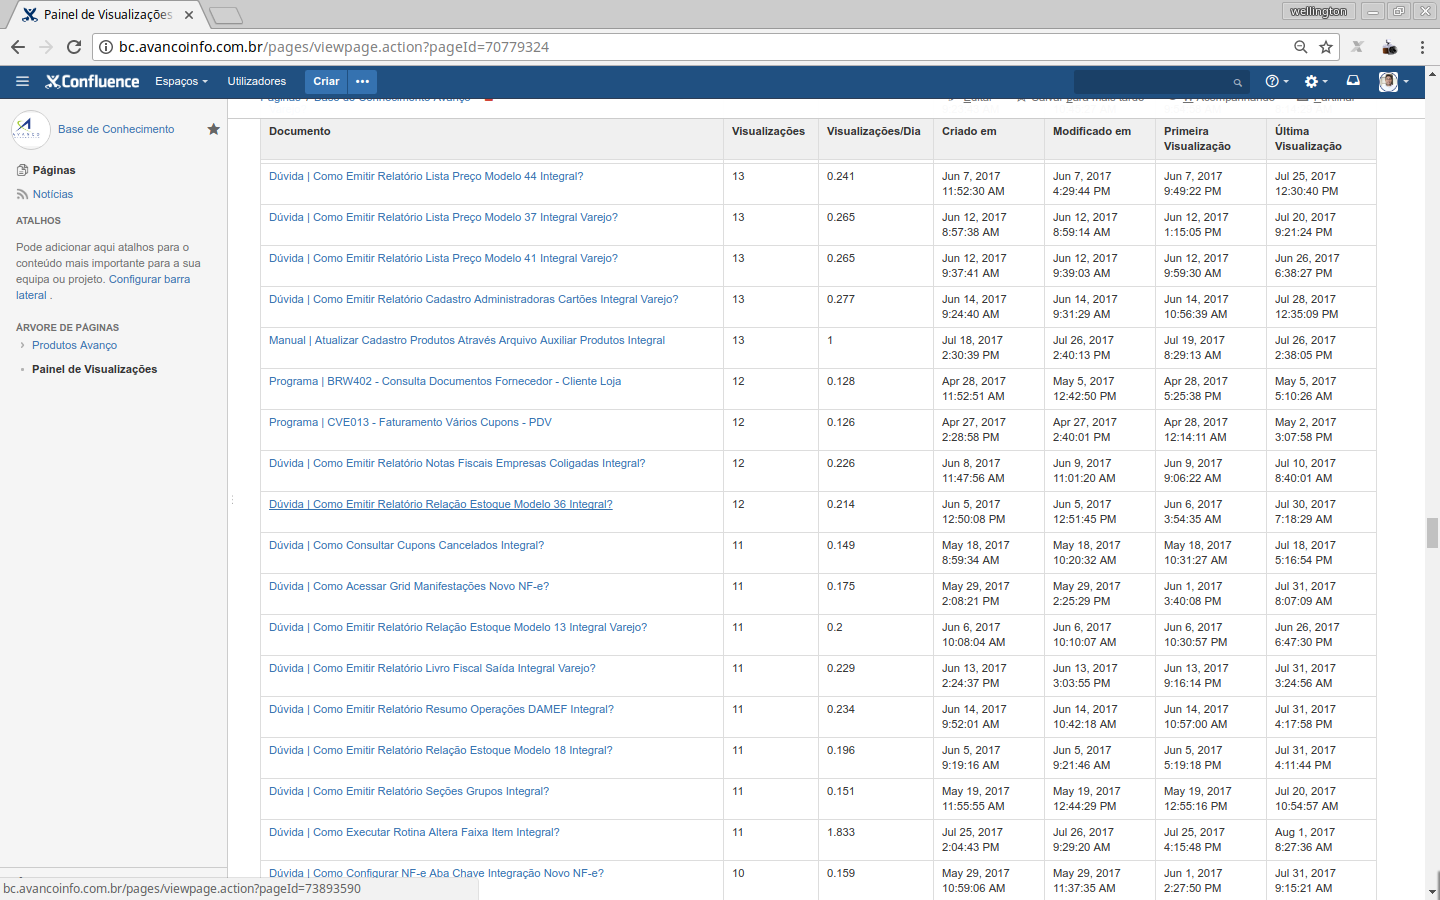 Painel de Visualizações
wellington
bc.avancoinfo.com.br/pages/viewpage.action?pageId=70779324
Confluence
Espaços
Utilizadores
Criar
•••
Base de Conhecimento
Páginas
Notícias
ATALHOS
Pode adicionar aqui atalhos para o
conteúdo mais importante para a sua
equipa ou projeto. Configurar barra
lateral .
ÁRVORE DE PÁGINAS
Produtos Avanço
Painel de Visualizações
Documento Visualizações Visualizações/Dia Criado em Modificado em Primeira Visualização Última Visualização
Dúvida | Como Emitir Relatório Lista Preço Modelo 44 Integral? 13 0.241 Jun 7, 2017 11:52:30 AM Jun 7, 2017 4:29:44 PM Jun 7, 2017 9:49:22 PM Jul 25, 2017 12:30:40 PM
Dúvida | Como Emitir Relatório Lista Preço Modelo 37 Integral Varejo? 13 0.265 Jun 12, 2017 8:57:38 AM Jun 12, 2017 8:59:14 AM Jun 12, 2017 1:15:05 PM Jul 20, 2017 9:21:24 PM
Dúvida | Como Emitir Relatório Lista Preço Modelo 41 Integral Varejo? 13 0.265 Jun 12, 2017 9:37:41 AM Jun 12, 2017 9:39:03 AM Jun 12, 2017 9:59:30 AM Jun 26, 2017 6:38:27 PM
Dúvida | Como Emitir Relatório Cadastro Administradoras Cartões Integral Varejo? 13 0.277 Jun 14, 2017 9:24:40 AM Jun 14, 2017 9:31:29 AM Jun 14, 2017 10:56:39 AM Jul 28, 2017 12:35:09 PM
Manual | Atualizar Cadastro Produtos Através Arquivo Auxiliar Produtos Integral 13 1 Jul 18, 2017 2:30:39 PM Jul 26, 2017 2:40:13 PM Jul 19, 2017 8:29:13 AM Jul 26, 2017 2:38:05 PM
Programa | BRW402 - Consulta Documentos Fornecedor - Cliente Loja 12 0.128 Apr 28, 2017 11:52:51 AM May 5, 2017 12:42:50 PM Apr 28, 2017 5:25:38 PM May 5, 2017 5:10:26 AM
Programa | CVE013 - Faturamento Vários Cupons - PDV 12 0.126 Apr 27, 2017 2:28:58 PM Apr 27, 2017 2:40:01 PM Apr 28, 2017 12:14:11 AM May 2, 2017 3:07:58 PM
Dúvida | Como Emitir Relatório Notas Fiscais Empresas Coligadas Integral? 12 0.226 Jun 8, 2017 11:47:56 AM Jun 9, 2017 11:01:20 AM Jun 9, 2017 9:06:22 AM Jul 10, 2017 8:40:01 AM
Dúvida | Como Emitir Relatório Relação Estoque Modelo 36 Integral? 12 0.214 Jun 5, 2017 12:50:08 PM Jun 5, 2017 12:51:45 PM Jun 6, 2017 3:54:35 AM Jul 30, 2017 7:18:29 AM
Dúvida | Como Consultar Cupons Cancelados Integral? 11 0.149 May 18, 2017 8:59:34 AM May 18, 2017 10:20:32 AM May 18, 2017 10:31:27 AM Jul 18, 2017 5:16:54 PM
Dúvida | Como Acessar Grid Manifestações Novo NF-e? 11 0.175 May 29, 2017 2:08:21 PM May 29, 2017 2:25:29 PM Jun 1, 2017 3:40:08 PM Jul 31, 2017 8:07:09 AM
Dúvida | Como Emitir Relatório Relação Estoque Modelo 13 Integral Varejo? 11 0.2 Jun 6, 2017 10:08:04 AM Jun 6, 2017 10:10:07 AM Jun 6, 2017 10:30:57 PM Jun 26, 2017 6:47:30 PM
Dúvida | Como Emitir Relatório Livro Fiscal Saída Integral Varejo? 11 0.229 Jun 13, 2017 2:24:37 PM Jun 13, 2017 3:03:55 PM Jun 13, 2017 9:16:14 PM Jul 31, 2017 3:24:56 AM
Dúvida | Como Emitir Relatório Resumo Operações DAMEF Integral? 11 0.234 Jun 14, 2017 9:52:01 AM Jun 14, 2017 10:42:18 AM Jun 14, 2017 10:57:00 AM Jul 31, 2017 4:17:58 PM
Dúvida | Como Emitir Relatório Relação Estoque Modelo 18 Integral? 11 0.196 Jun 5, 2017 9:19:16 AM Jun 5, 2017 9:21:46 AM Jun 5, 2017 5:19:18 PM Jul 31, 2017 4:11:44 PM
Dúvida | Como Emitir Relatório Seções Grupos Integral? 11 0.151 May 19, 2017 11:55:55 AM May 19, 2017 12:44:29 PM May 19, 2017 12:55:16 PM Jul 20, 2017 10:54:57 AM
Dúvida | Como Executar Rotina Altera Faixa Item Integral? 11 1.833 Jul 25, 2017 2:04:43 PM Jul 26, 2017 9:29:20 AM Jul 25, 2017 4:15:48 PM Aug 1, 2017 8:27:36 AM
Dúvida | Como Configurar NF-e Aba Chave Integração Novo NF-e? 10 0.159 May 29, 2017 10:59:06 AM May 29, 2017 11:37:35 AM Jun 1, 2017 2:27:50 PM Jul 31, 2017 9:15:21 AM
bc.avancoinfo.com.br/pages/viewpage.action?pageId=73893590